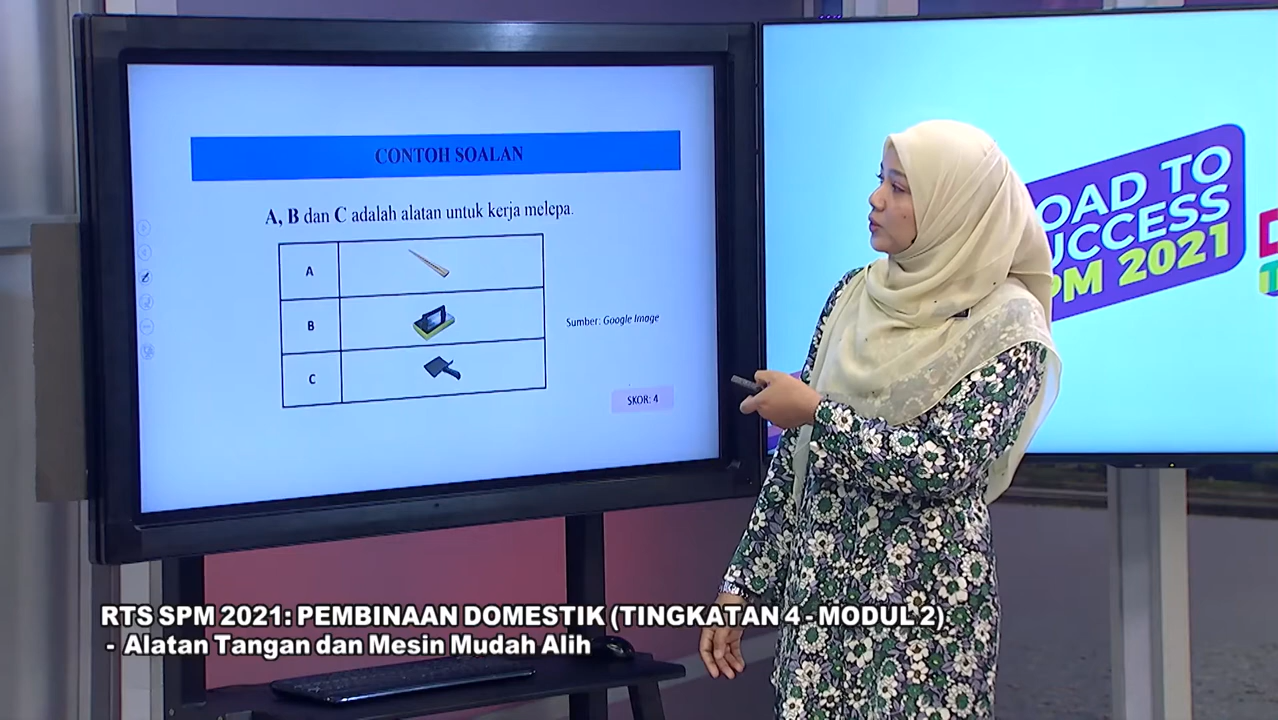 CONTOH SOALAN
A, B dan C adalah alatan untuk kerja melepa.
A
B
C
Sumber: Google Image
SKOR: 4
OAD TO
UCCESS
PM 2021
RTS SPM 2021: PEMBINAAN DOMESTIK (TINGKATAN 4 - MODUL 2)
- Alatan Tangan dan Mesin Mudah Alih